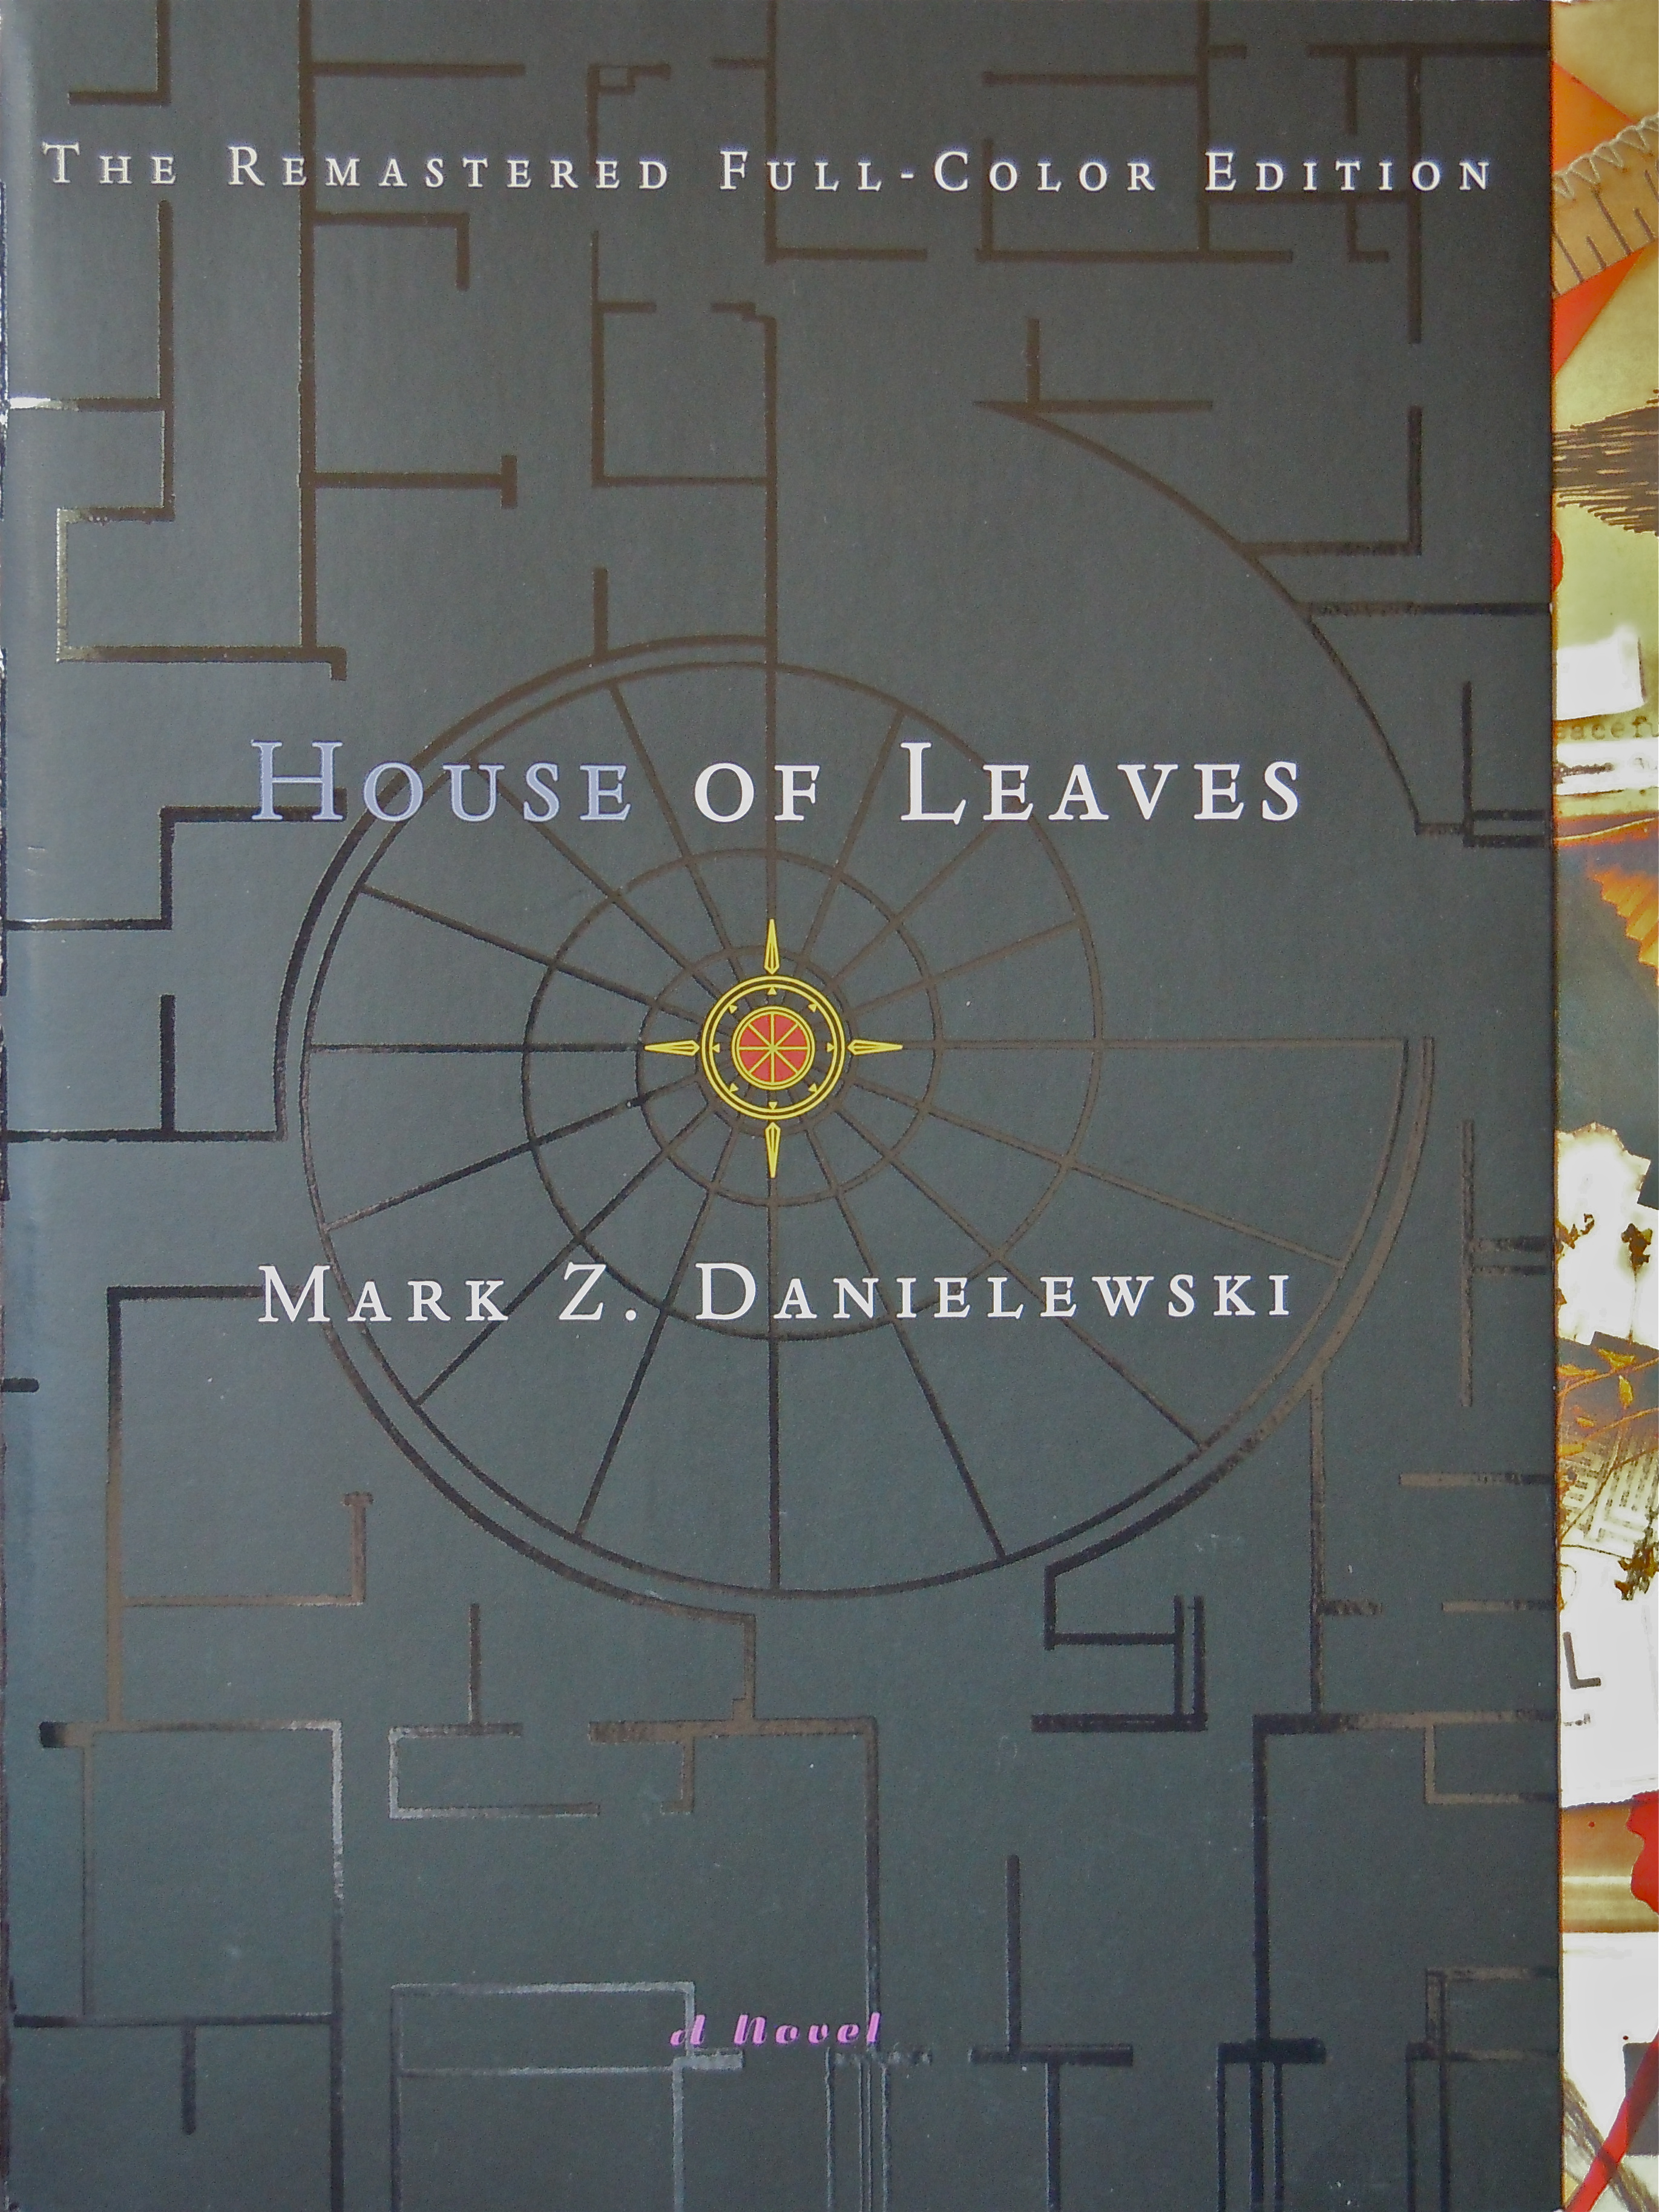 The Remastered Full-Color Edition
House of Leaves
Mark Z. Danielewski
a Novel
L